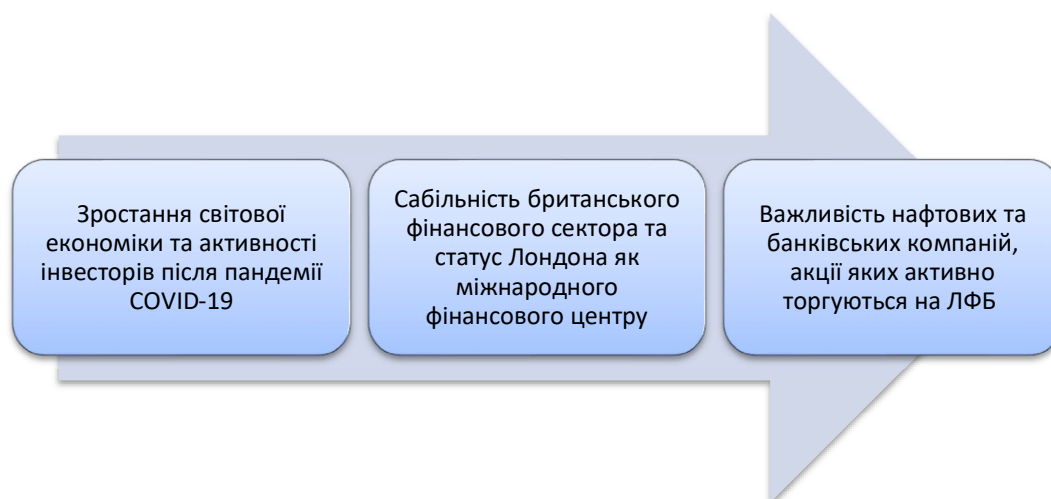 Зростання світової
економіки та активності
інвесторів після пандемії
COVID-19
Сабільність британського
фінансового сектора та
статус Лондона як
міжнародного
фінансового центру
Важливість нафтових та
банківських компаній,
акції яких активно
торгуються на ЛФБ